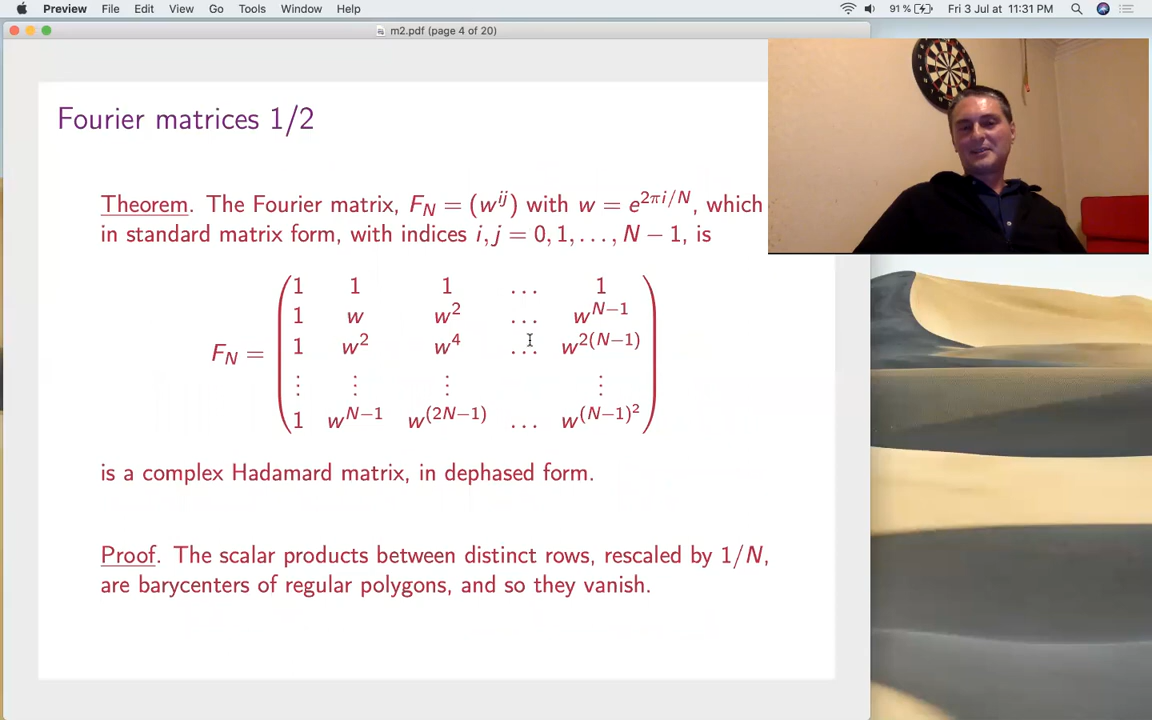 Preview File Edit View Go Tools Window Help 91 % Fri 3 Jul at 11:31 PM
m2.pdf (page 4 of 20)
Fourier matrices 1/2
Theorem. The Fourier matrix, F_N = (w^{ij}) with w = e^{2πi/N}, which
in standard matrix form, with indices i, j = 0, 1, . . . , N − 1, is
1 1 1 . . . 1
1 w w^2 . . . w^{N−1}
F_N = 1 w^2 w^4 . . . w^{2(N−1)}
⋮ ⋮ ⋮ ⋮
1 w^{N−1} w^{(2N−1)} . . . w^{(N−1)^2}
is a complex Hadamard matrix, in dephased form.
Proof. The scalar products between distinct rows, rescaled by 1/N,
are barycenters of regular polygons, and so they vanish.